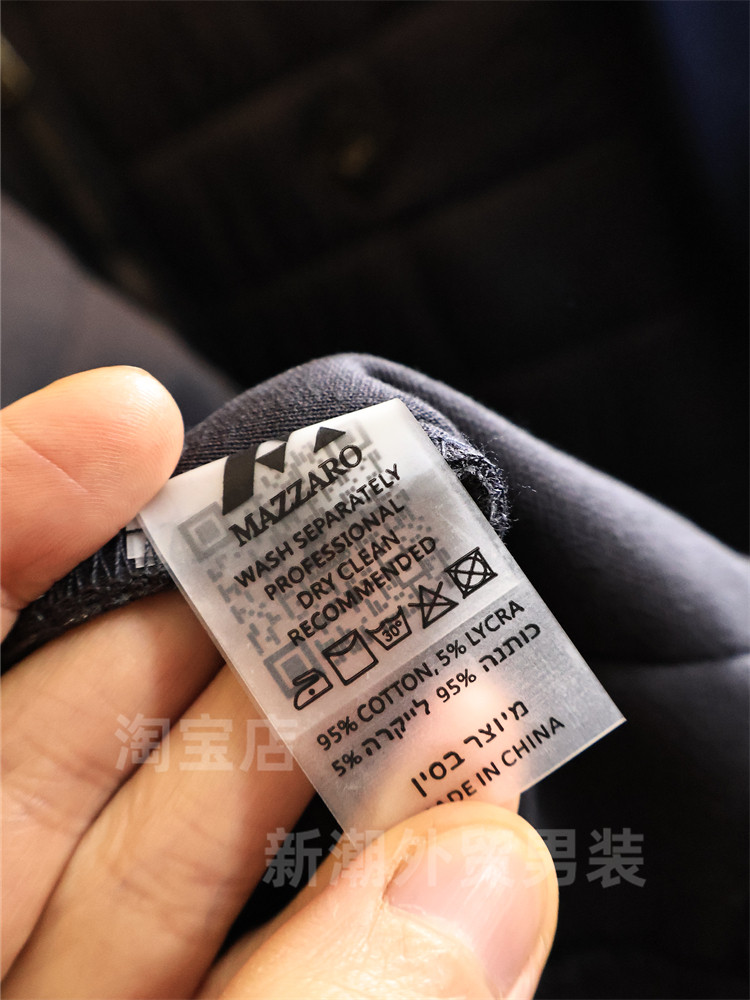 MAZZARO
WASH SEPARATELY
PROFESSIONAL
DRY CLEAN
RECOMMENDED
30°
95% COTTON, 5% LYCRA
כותנה 95% לייקרה 5%
מיוצר בסין
MADE IN CHINA
淘宝店
新潮外贸男装